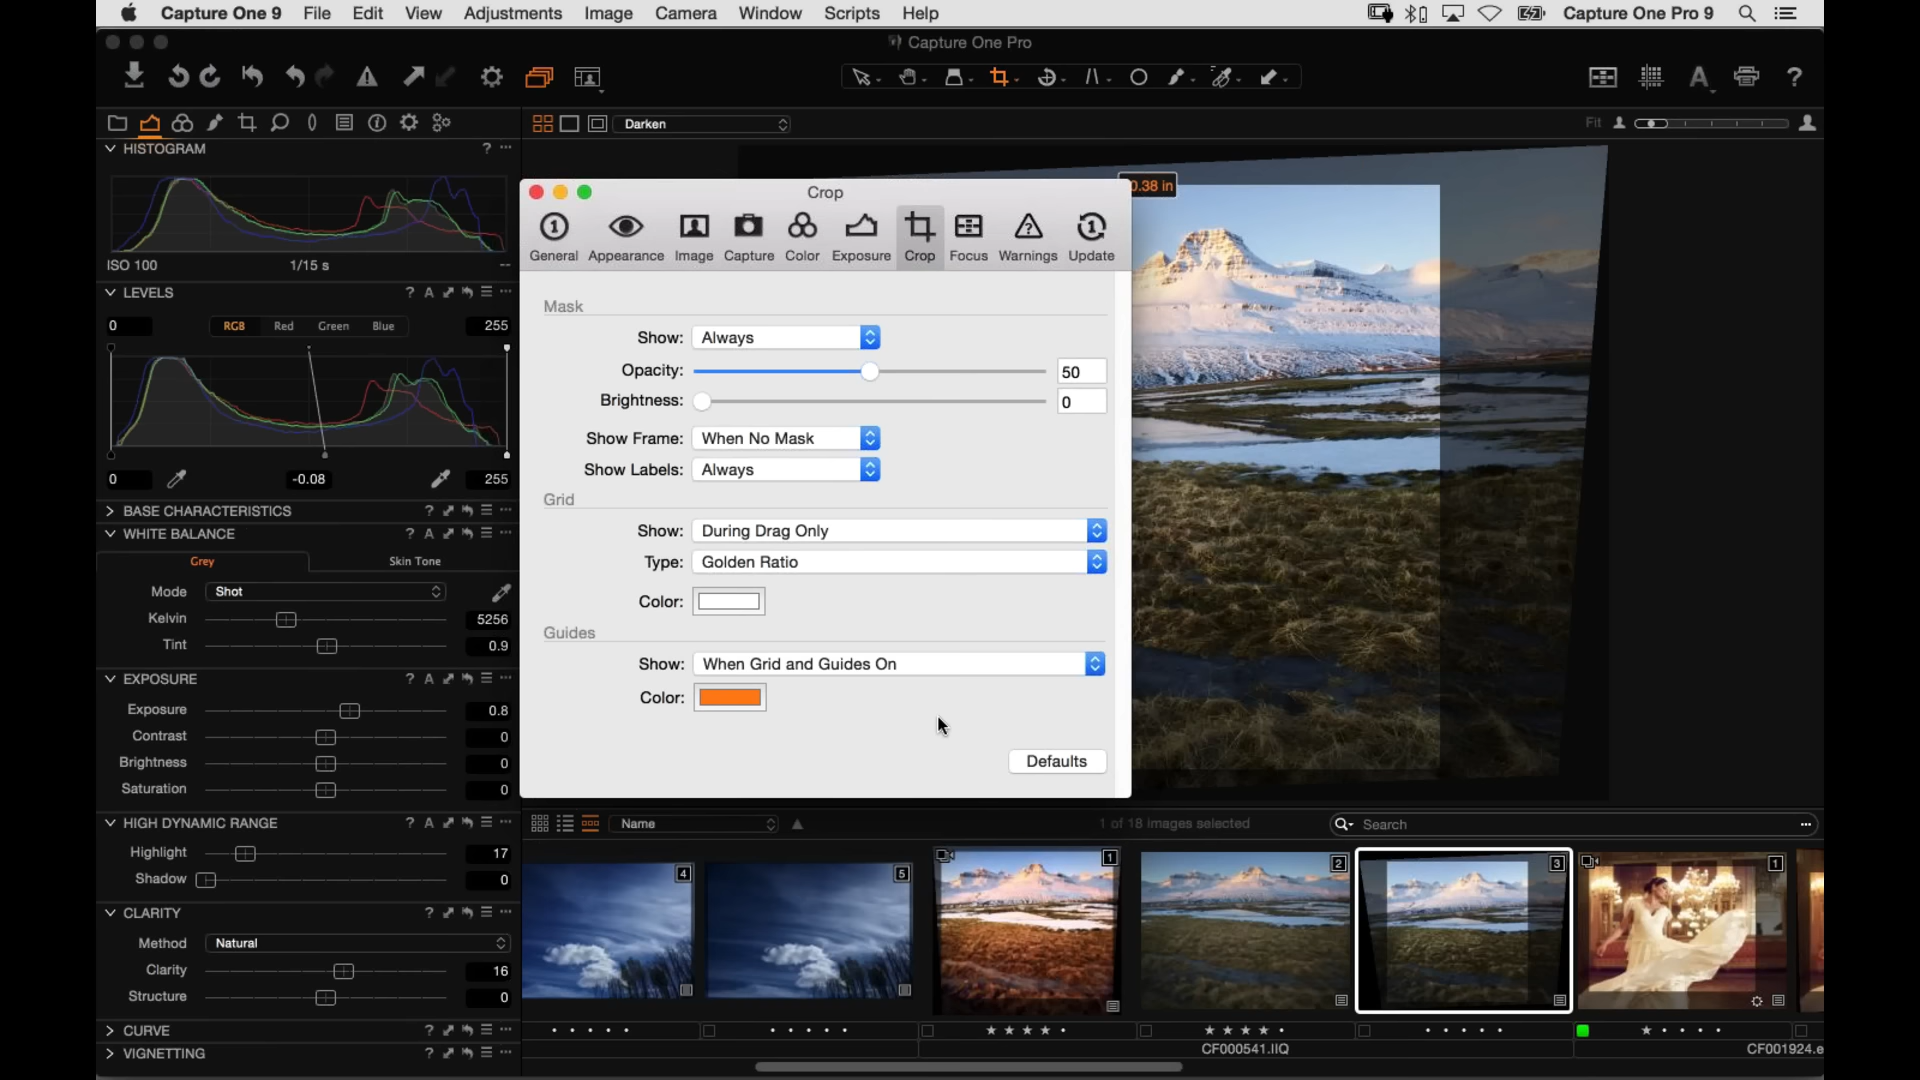 Capture One 9 File Edit View Adjustments Image Camera Window Scripts Help Capture One Pro 9
Capture One Pro
Darken Fit
HISTOGRAM
ISO 100 1/15 s --
LEVELS
0 RGB Red Green Blue 255
0 -0.08 255
BASE CHARACTERISTICS
WHITE BALANCE
Grey Skin Tone
Mode Shot
Kelvin 5256
Tint 0.9
EXPOSURE
Exposure 0.8
Contrast 0
Brightness 0
Saturation 0
HIGH DYNAMIC RANGE
Highlight 17
Shadow 0
CLARITY
Method Natural
Clarity 16
Structure 0
CURVE
VIGNETTING
Crop
General Appearance Image Capture Color Exposure Crop Focus Warnings Update
Mask
Show: Always
Opacity: 50
Brightness: 0
Show Frame: When No Mask
Show Labels: Always
Grid
Show: During Drag Only
Type: Golden Ratio
Color:
Guides
Show: When Grid and Guides On
Color:
Defaults
0.38 in
Name 1 of 18 images selected Search
4 5 1 2 3 1
CF000541.IIQ CF001924.e